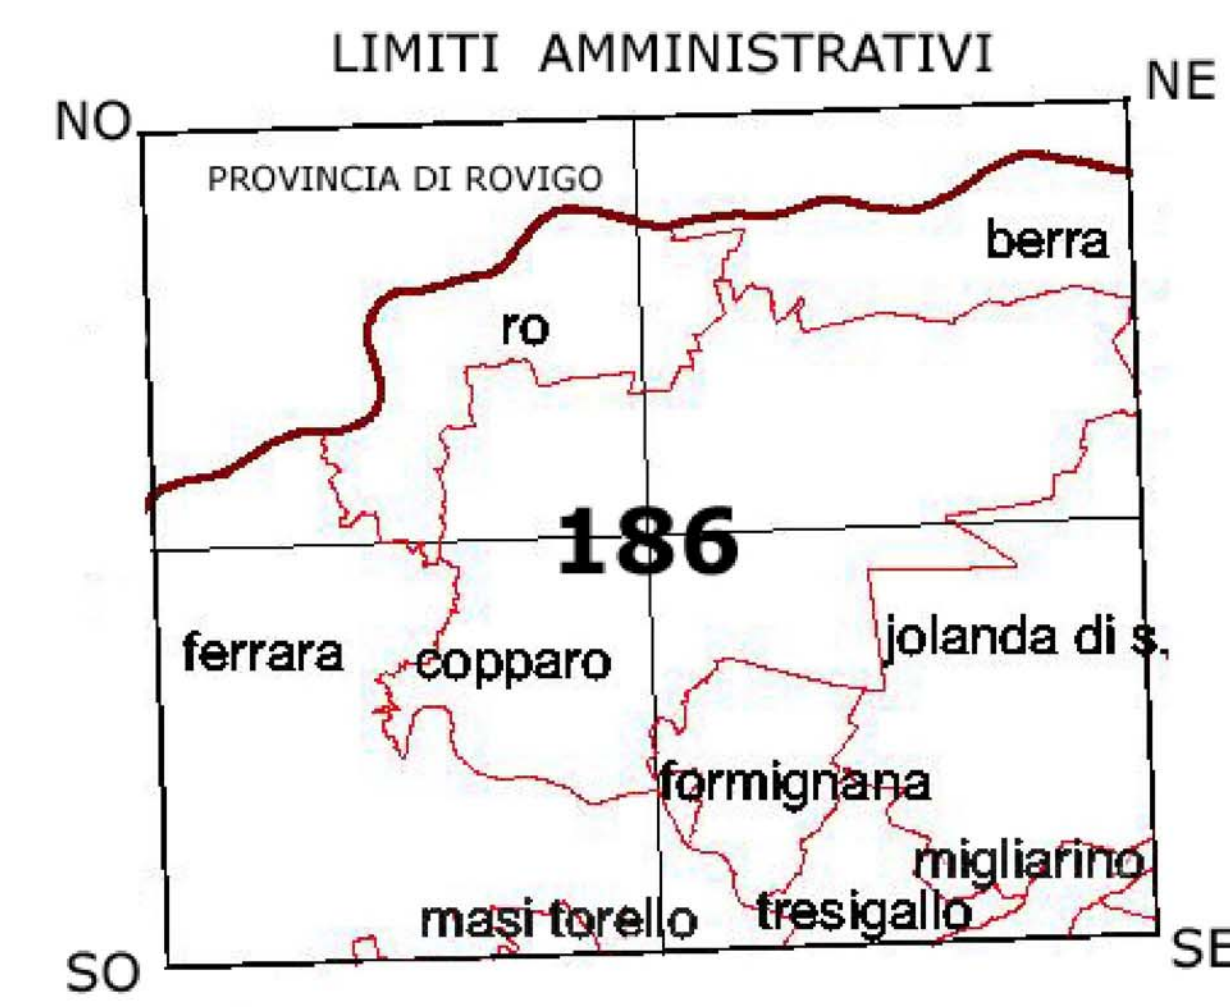 LIMITI AMMINISTRATIVI
NO
NE
PROVINCIA DI ROVIGO
berra
ro
186
ferrara
copparo
jolanda di s.
formignana
migliarino
masi torello
tresigallo
SO
SE